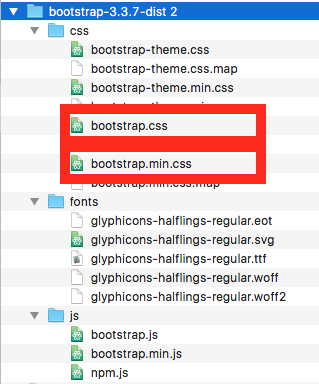 bootstrap-3.3.7-dist 2
css
bootstrap-theme.css
bootstrap-theme.css.map
bootstrap-theme.min.css
bootstrap.css
bootstrap.min.css
bootstrap.min.css.map
fonts
glyphicons-halflings-regular.eot
glyphicons-halflings-regular.svg
glyphicons-halflings-regular.ttf
glyphicons-halflings-regular.woff
glyphicons-halflings-regular.woff2
js
bootstrap.js
bootstrap.min.js
npm.js